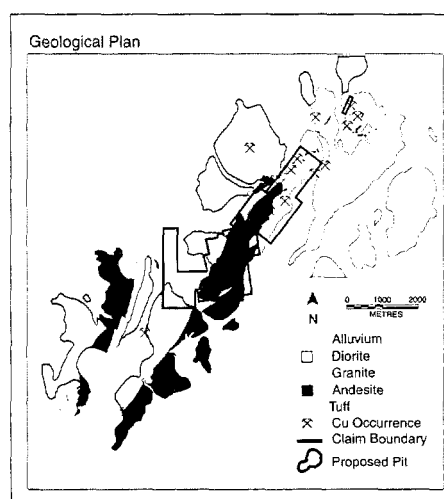 Geological Plan
N
0 1000 2000
METRES
Alluvium
Diorite
Granite
Andesite
Tuff
Cu Occurrence
Claim Boundary
Proposed Pit